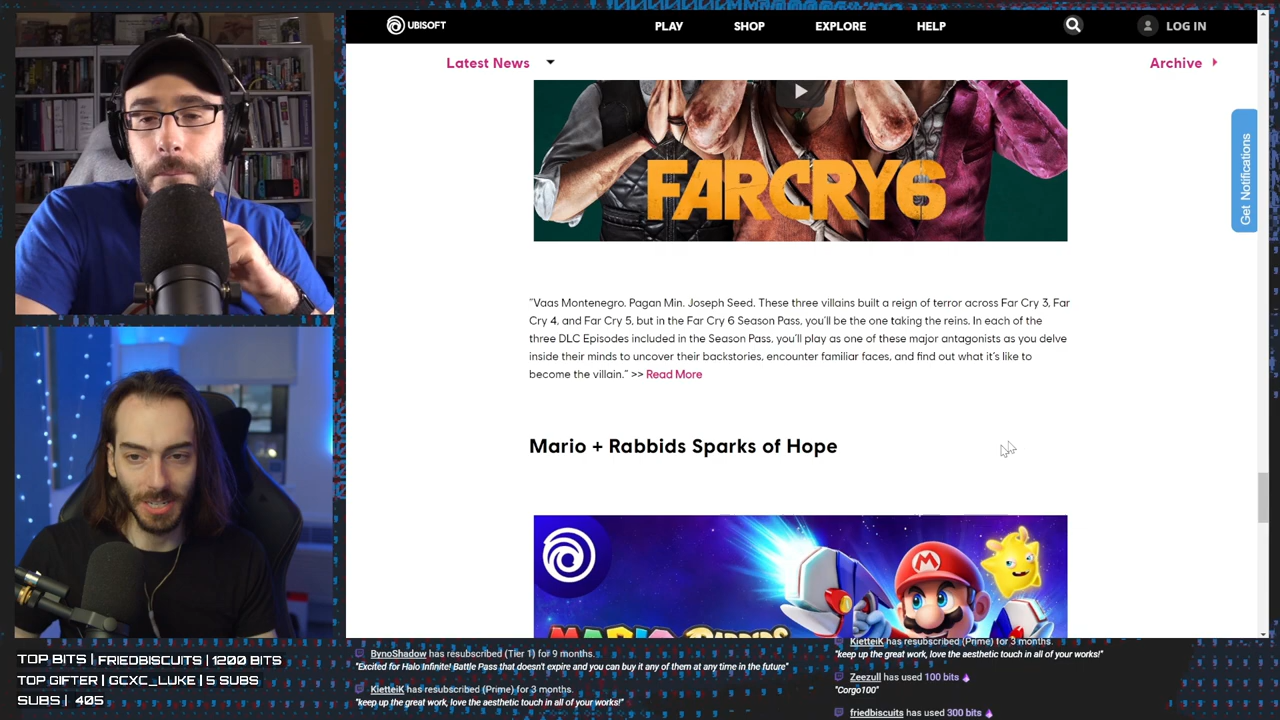 UBISOFT
PLAY
SHOP
EXPLORE
HELP
LOG IN
Latest News
Archive
FARCRY6
Get Notifications
"Vaas Montenegro. Pagan Min. Joseph Seed. These three villains built a reign of terror across Far Cry 3, Far
Cry 4, and Far Cry 5, but in the Far Cry 6 Season Pass, you'll be the one taking the reins. In each of the
three DLC Episodes included in the Season Pass, you'll play as one of these major antagonists as you delve
inside their minds to uncover their backstories, encounter familiar faces, and find out what it's like to
become the villain." >> Read More
Mario + Rabbids Sparks of Hope
M
MARIO RABBIDS
TOP BITS | FRIEDBISCUITS | 1200 BITS
TOP GIFTER | GCXC_LUKE | 5 SUBS
SUBS | 405
BynoShadow has resubscribed (Tier 1) for 9 months.
"Excited for Halo Infinite! Battle Pass that doesn't expire and you can buy it any of them at any time in the future"
KietteiK has resubscribed (Prime) for 3 months.
"keep up the great work, love the aesthetic touch in all of your works!"
KietteiK has resubscribed (Prime) for 3 months.
"keep up the great work, love the aesthetic touch in all of your works!"
Zeezull has used 100 bits
"Corgo100"
friedbiscuits has used 300 bits